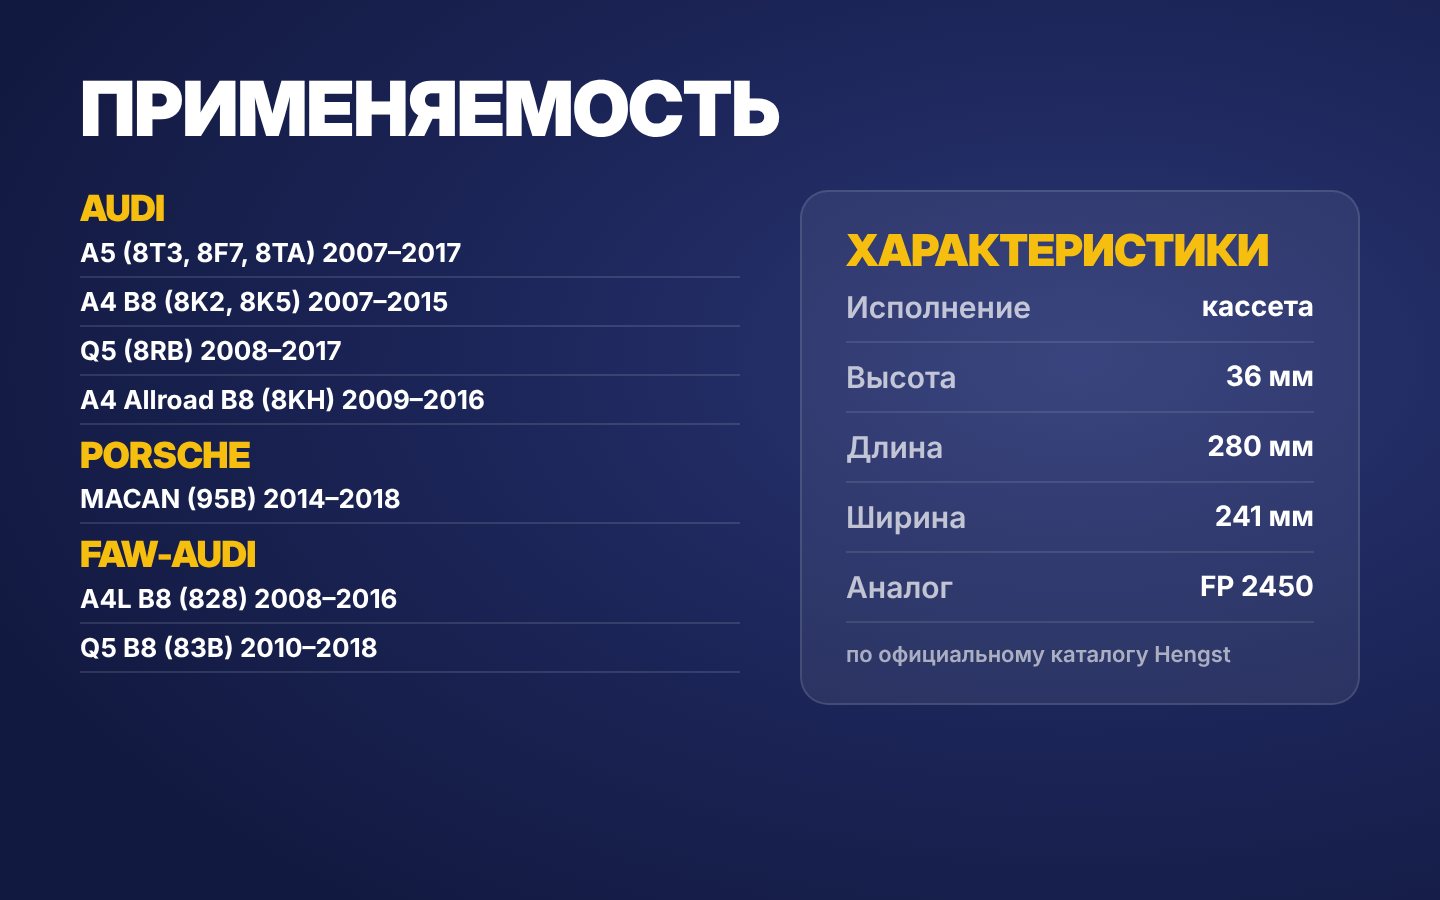 ПРИМЕНЯЕМОСТЬ
AUDI
A5 (8T3, 8F7, 8TA) 2007–2017
A4 B8 (8K2, 8K5) 2007–2015
Q5 (8RB) 2008–2017
A4 Allroad B8 (8KH) 2009–2016
PORSCHE
MACAN (95B) 2014–2018
FAW-AUDI
A4L B8 (828) 2008–2016
Q5 B8 (83B) 2010–2018
ХАРАКТЕРИСТИКИ
Исполнение кассета
Высота 36 мм
Длина 280 мм
Ширина 241 мм
Аналог FP 2450
по официальному каталогу Hengst